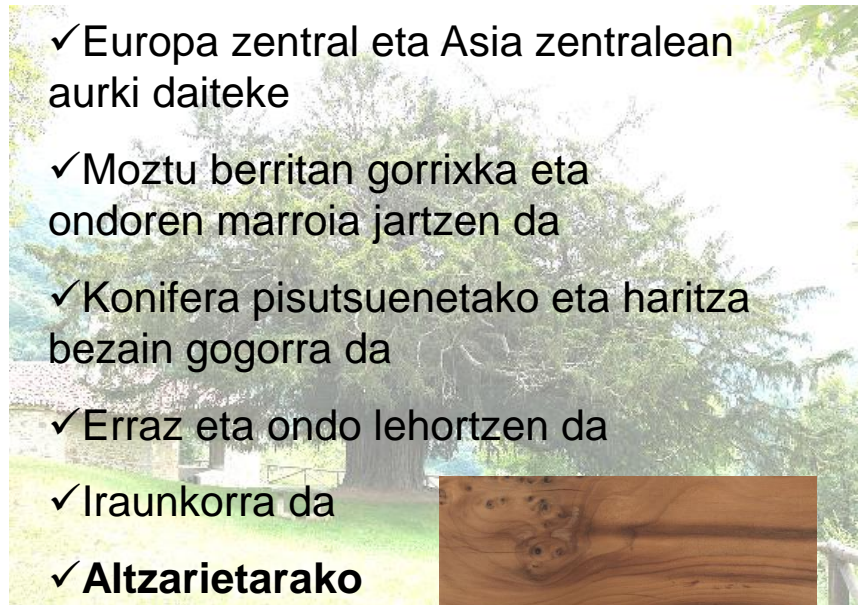 ✓Europa zentral eta Asia zentralean
aurki daiteke
✓Moztu berritan gorrixka eta
ondoren marroia jartzen da
✓Konifera pisutsuenetako eta haritza
bezain gogorra da
✓Erraz eta ondo lehortzen da
✓Iraunkorra da
✓Altzarietarako